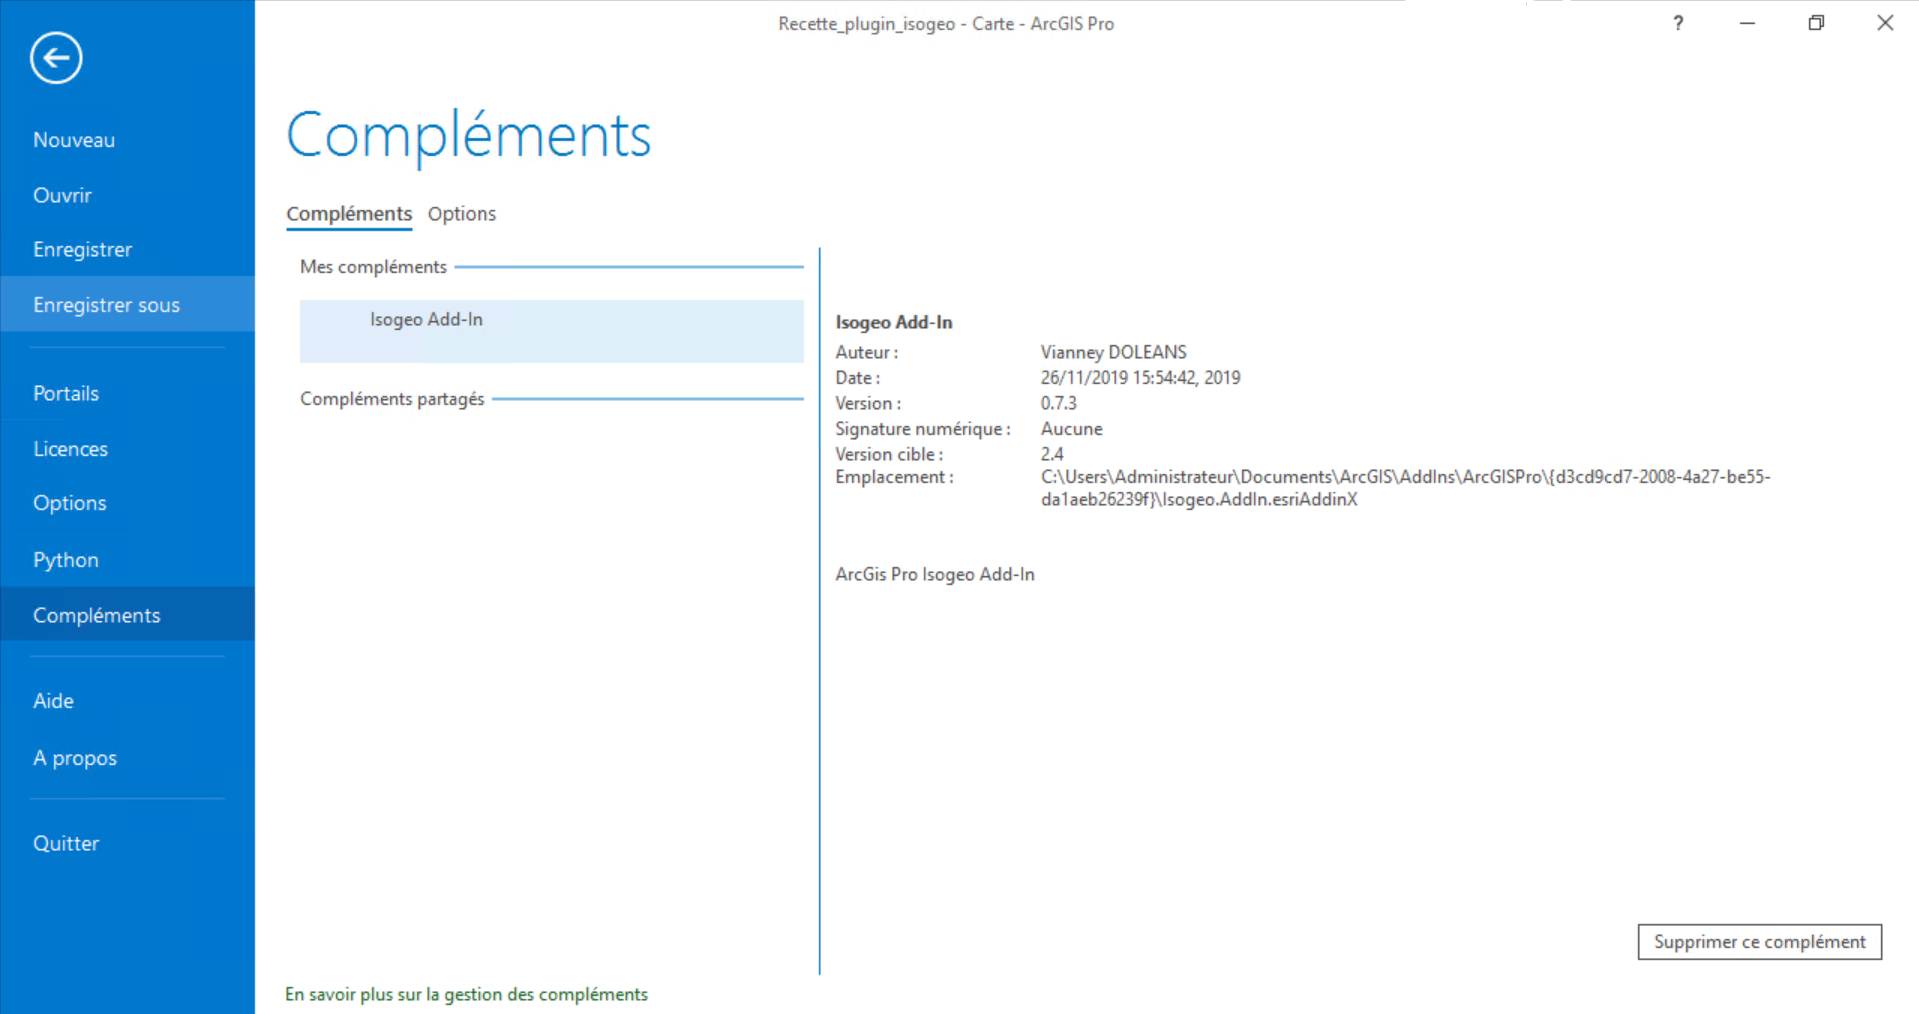 Recette_plugin_isogeo - Carte - ArcGIS Pro
?
Nouveau
Ouvrir
Enregistrer
Enregistrer sous
Portails
Licences
Options
Python
Compléments
Aide
A propos
Quitter
Compléments
Compléments Options
Mes compléments
Isogeo Add-In
Compléments partagés
Isogeo Add-In
Auteur : Vianney DOLEANS
Date : 26/11/2019 15:54:42, 2019
Version : 0.7.3
Signature numérique : Aucune
Version cible : 2.4
Emplacement : C:\Users\Administrateur\Documents\ArcGIS\AddIns\ArcGISPro\{d3cd9cd7-2008-4a27-be55-
da1aeb26239f}\Isogeo.AddIn.esriAddinX
ArcGis Pro Isogeo Add-In
Supprimer ce complément
En savoir plus sur la gestion des compléments